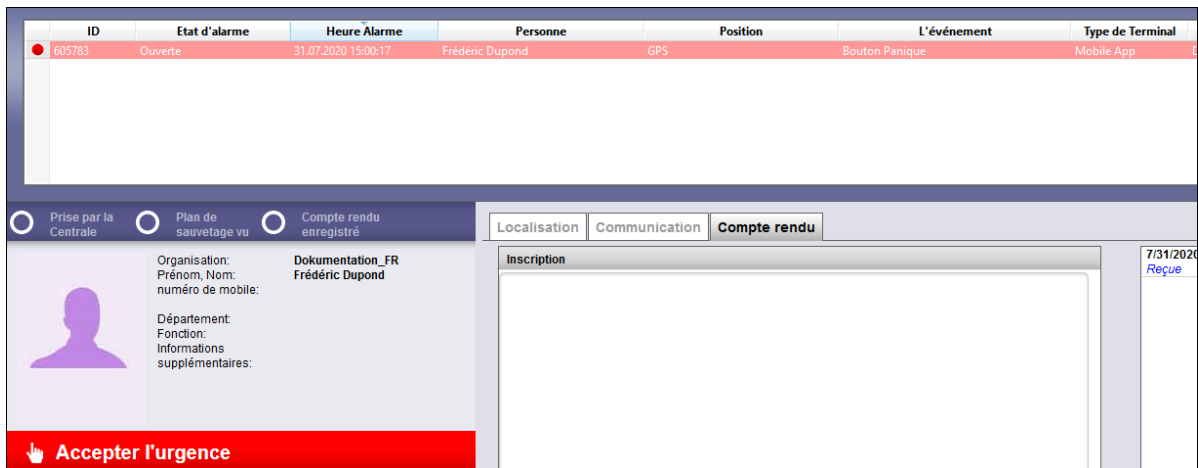 ID Etat d'alarme Heure Alarme Personne Position L'événement Type de Terminal
605783 Ouverte 31.07.2020 15:00:17 Frédéric Dupond GPS Bouton Panique Mobile App
Prise par la Centrale
Plan de sauvetage vu
Compte rendu enregistré
Localisation Communication Compte rendu
Organisation: Dokumentation_FR
Prénom, Nom: Frédéric Dupond
numéro de mobile:
Département:
Fonction:
Informations
supplémentaires:
Accepter l'urgence
Inscription
7/31/2020
Reçue